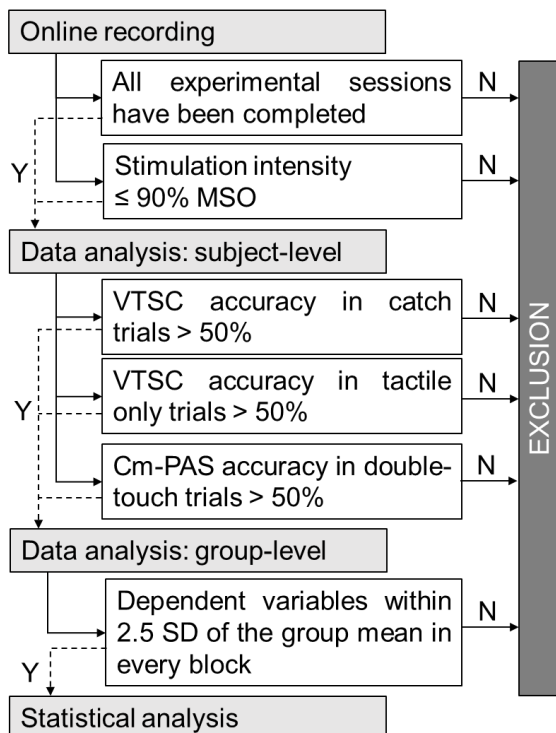 Online recording
All experimental sessions
have been completed
N
Y
Stimulation intensity
≤ 90% MSO
N
Data analysis: subject-level
VTSC accuracy in catch
trials > 50%
N
Y
VTSC accuracy in tactile
only trials > 50%
N
Cm-PAS accuracy in double-
touch trials > 50%
N
Data analysis: group-level
Dependent variables within
2.5 SD of the group mean in
every block
N
Y
Statistical analysis
EXCLUSION